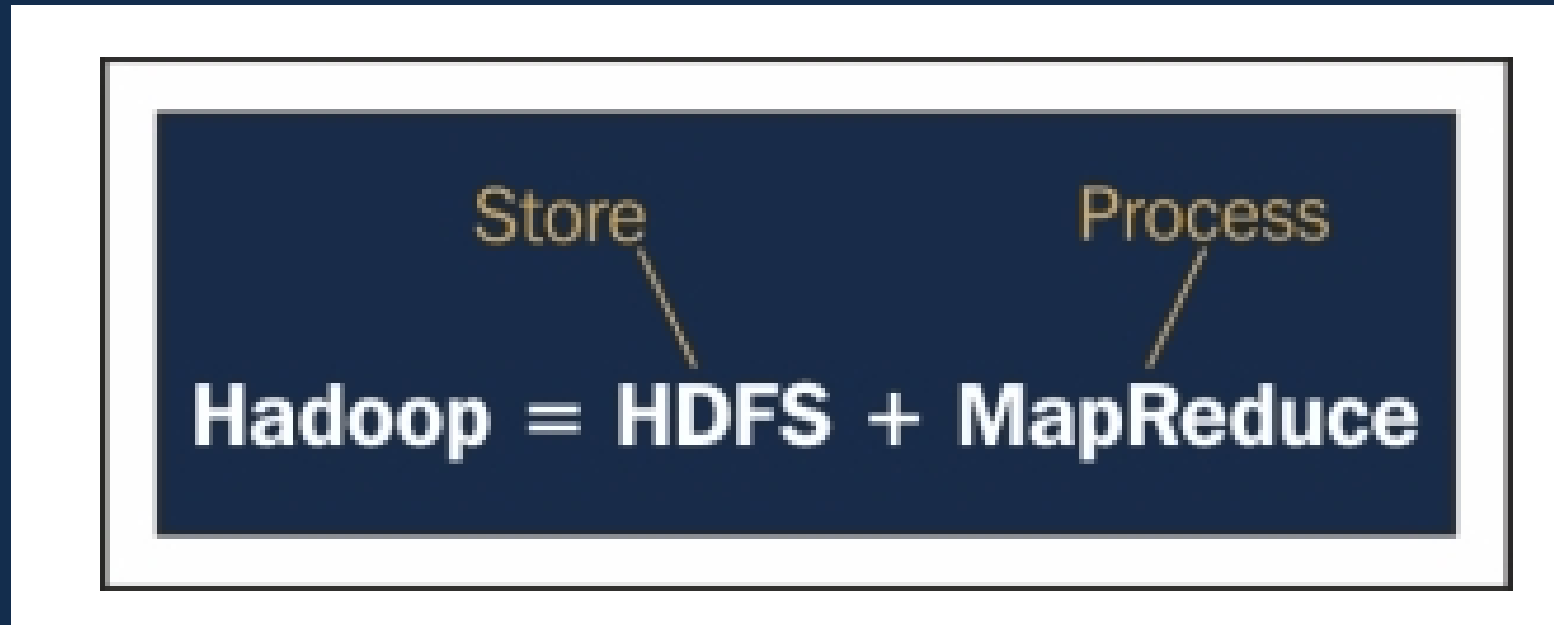 Store Process
Hadoop = HDFS + MapReduce